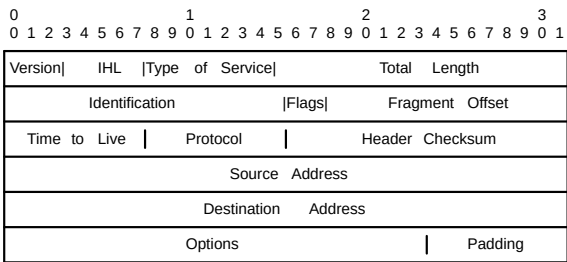 0 1 2 3
0 1 2 3 4 5 6 7 8 9 0 1 2 3 4 5 6 7 8 9 0 1 2 3 4 5 6 7 8 9 0 1
Version| IHL |Type of Service| Total Length
Identification |Flags| Fragment Offset
Time to Live | Protocol | Header Checksum
Source Address
Destination Address
Options | Padding